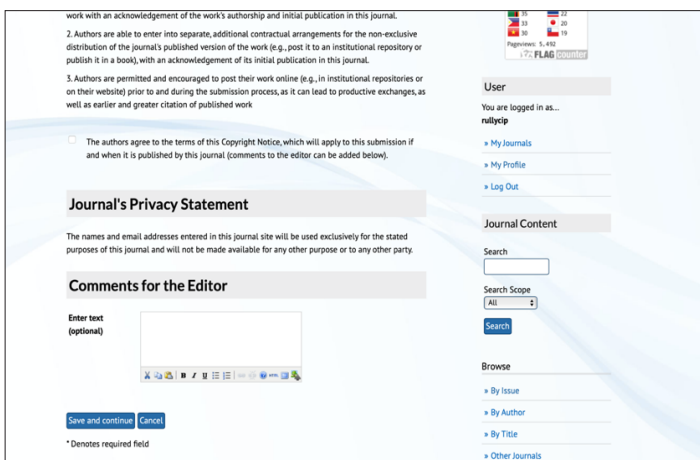 work with an acknowledgement of the work's authorship and initial publication in this journal.
2. Authors are able to enter into separate, additional contractual arrangements for the non-exclusive
distribution of the journal's published version of the work (e.g., post it to an institutional repository or
publish it in a book), with an acknowledgement of its initial publication in this journal.
3. Authors are permitted and encouraged to post their work online (e.g., in institutional repositories or
on their website) prior to and during the submission process, as it can lead to productive exchanges, as
well as earlier and greater citation of published work
The authors agree to the terms of this Copyright Notice, which will apply to this submission if
and when it is published by this journal (comments to the editor can be added below).
Journal's Privacy Statement
The names and email addresses entered in this journal site will be used exclusively for the stated
purposes of this journal and will not be made available for any other purpose or to any other party.
Comments for the Editor
Enter text
(optional)
B I U
HTML
Save and continue Cancel
* Denotes required field
35 22
33 20
30 19
Pageviews: 5,492
FLAG counter
User
You are logged in as...
rullycip
» My Journals
» My Profile
» Log Out
Journal Content
Search
Search Scope
All
Search
Browse
» By Issue
» By Author
» By Title
» Other Journals